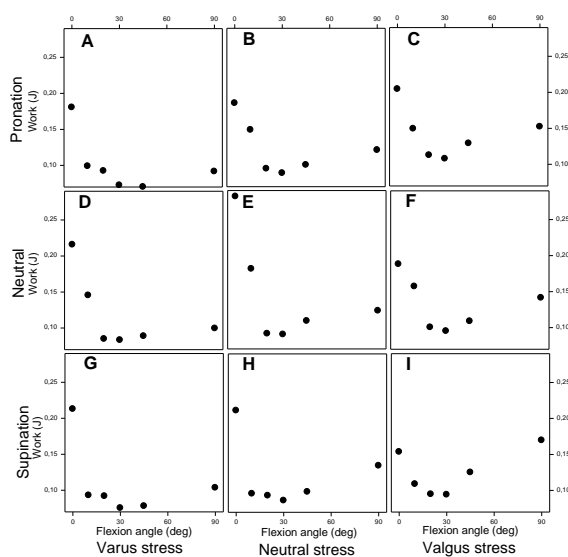 0 30 60 90 0 30 60 90 0 30 60 90
A B C
Pronation
Work (J)
0,25 0,25
0,20 0,20
0,15 0,15
0,10 0,10
D E F
Neutral
Work (J)
0,25 0,25
0,20 0,20
0,15 0,15
0,10 0,10
G H I
Supination
Work (J)
0,25 0,25
0,20 0,20
0,15 0,15
0,10 0,10
0 30 60 90 0 30 60 90 0 30 60 90
Flexion angle (deg) Flexion angle (deg) Flexion angle (deg)
Varus stress Neutral stress Valgus stress